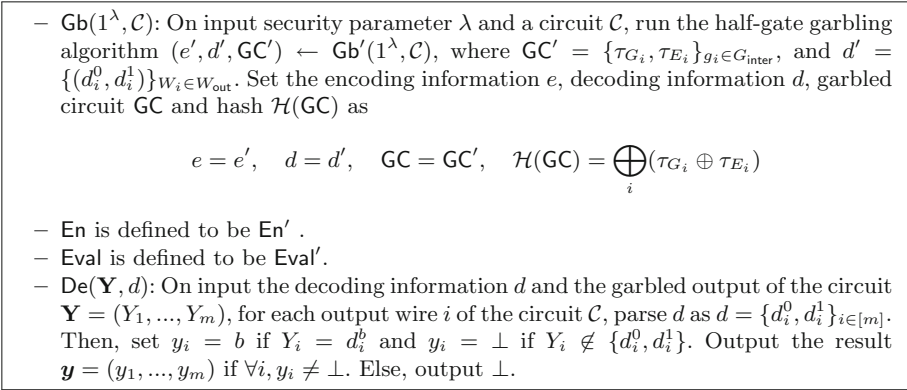 – Gb(1^λ, C): On input security parameter λ and a circuit C, run the half-gate garbling
algorithm (e′, d′, GC′) ← Gb′(1^λ, C), where GC′ = {τ_{G_i}, τ_{E_i}}_{g_i∈G_inter}, and d′ =
{(d_i^0, d_i^1)}_{W_i∈W_out}. Set the encoding information e, decoding information d, garbled
circuit GC and hash H(GC) as
e = e′, d = d′, GC = GC′, H(GC) = ⨁_i (τ_{G_i} ⊕ τ_{E_i})
– En is defined to be En′ .
– Eval is defined to be Eval′.
– De(Y, d): On input the decoding information d and the garbled output of the circuit
Y = (Y_1, ..., Y_m), for each output wire i of the circuit C, parse d as d = {d_i^0, d_i^1}_{i∈[m]}.
Then, set y_i = b if Y_i = d_i^b and y_i = ⊥ if Y_i ∉ {d_i^0, d_i^1}. Output the result
y = (y_1, ..., y_m) if ∀i, y_i ≠ ⊥. Else, output ⊥.